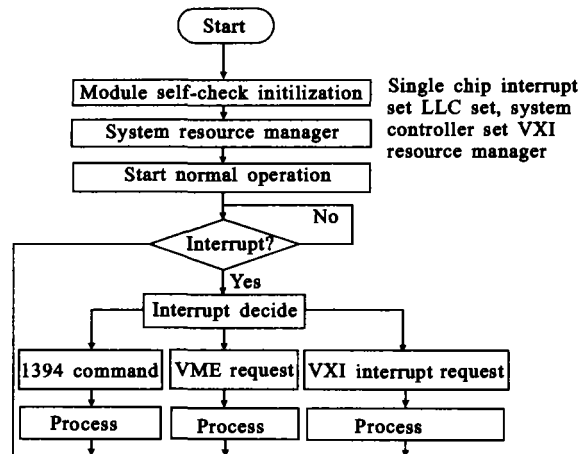 Start
Module self-check initilization
Single chip interrupt
set LLC set, system
controller set VXI
resource manager
System resource manager
Start normal operation
No
Interrupt?
Yes
Interrupt decide
1394 command
VME request
VXI interrupt request
Process
Process
Process